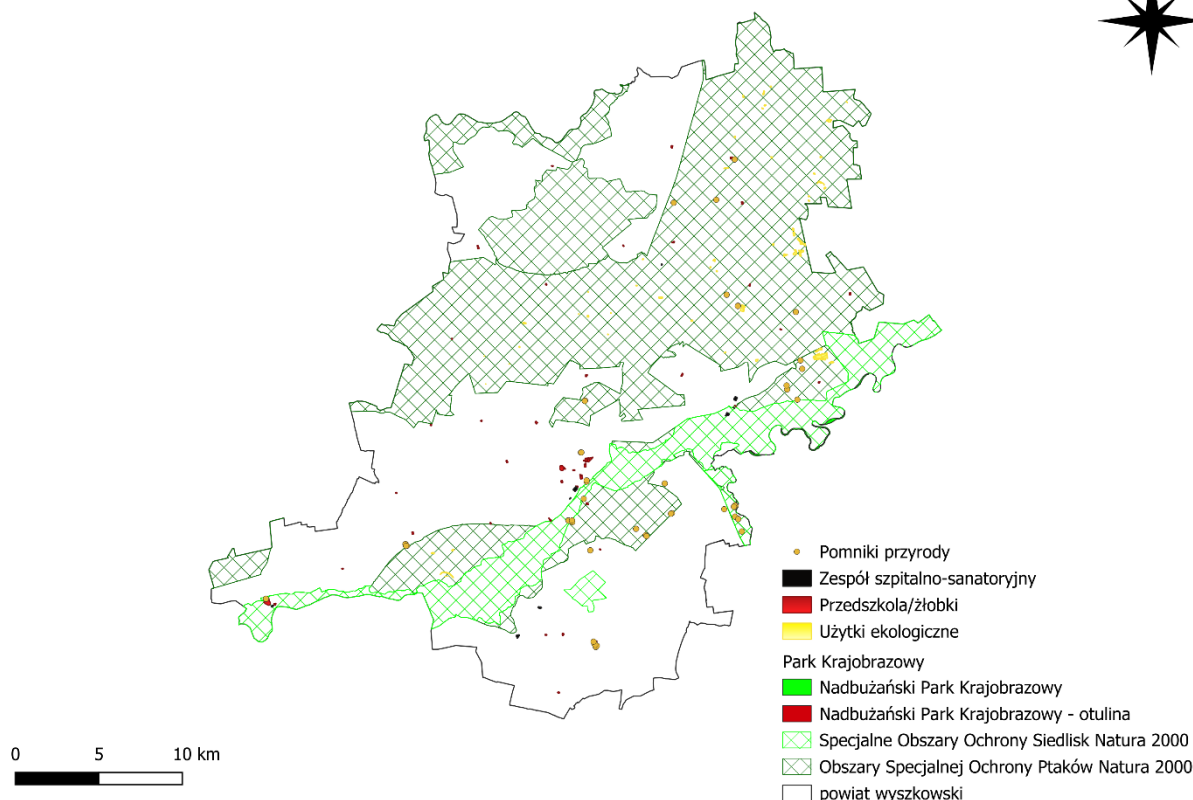 Pomniki przyrody
Zespół szpitalno-sanatoryjny
Przedszkola/żłobki
Użytki ekologiczne
Park Krajobrazowy
Nadbużański Park Krajobrazowy
Nadbużański Park Krajobrazowy - otulina
Specjalne Obszary Ochrony Siedlisk Natura 2000
Obszary Specjalnej Ochrony Ptaków Natura 2000
powiat wyszkowski
0 5 10 km